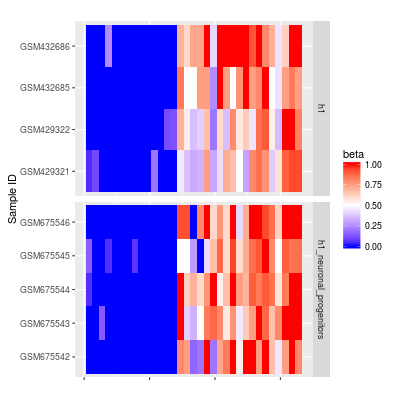 Sample ID
GSM432686
GSM432685
GSM429322
GSM429321
h1
GSM675546
GSM675545
GSM675544
GSM675543
GSM675542
h1_neuronal_progenitors
beta
1.00
0.75
0.50
0.25
0.00